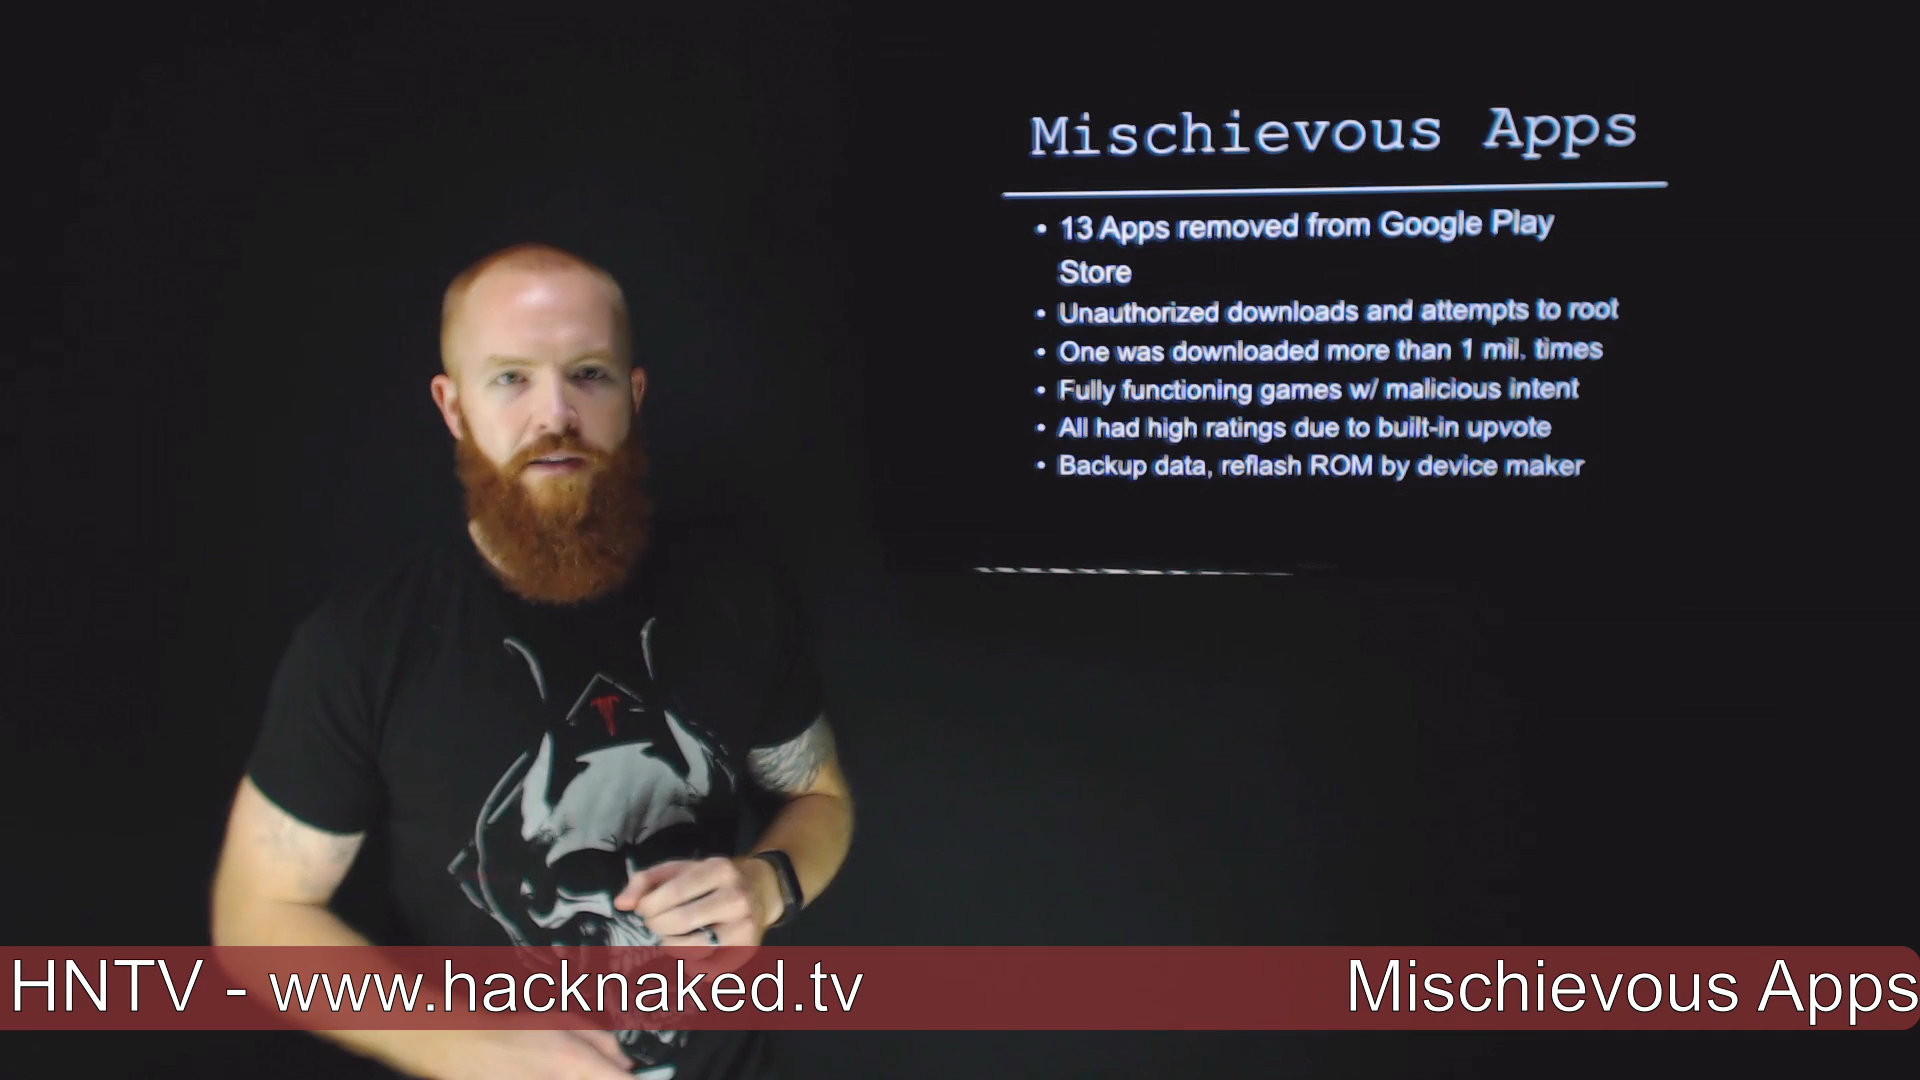 Mischievous Apps
• 13 Apps removed from Google Play
Store
• Unauthorized downloads and attempts to root
• One was downloaded more than 1 mil. times
• Fully functioning games w/ malicious intent
• All had high ratings due to built-in upvote
• Backup data, reflash ROM by device maker
HNTV - www.hacknaked.tv
Mischievous Apps